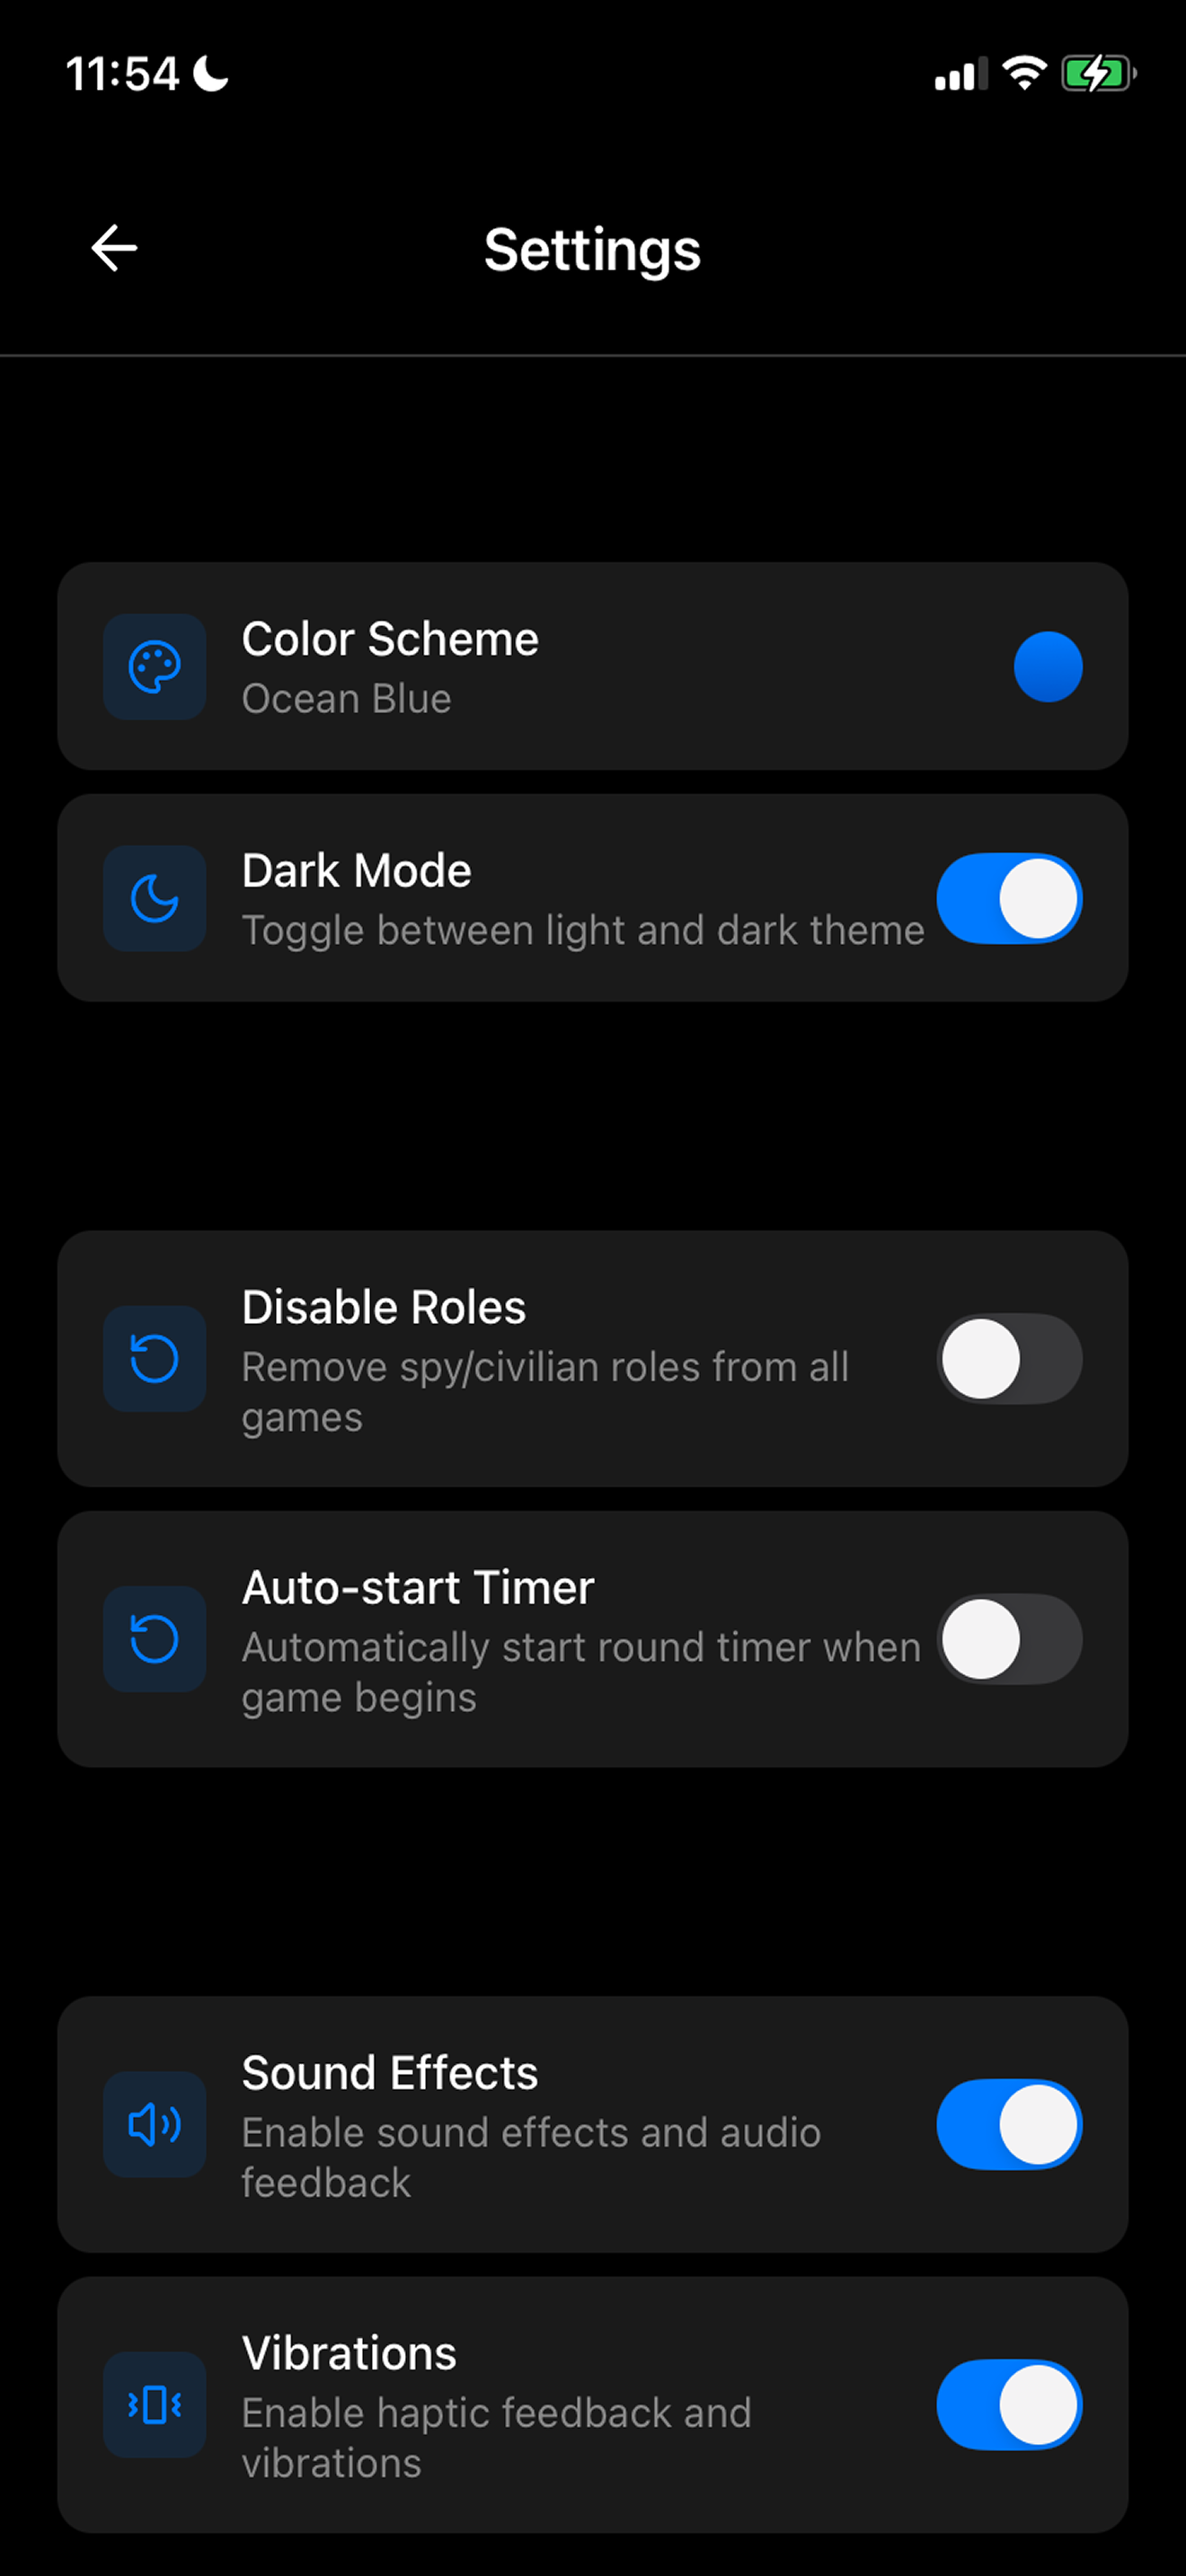 11:54
Settings
Color Scheme
Ocean Blue
Dark Mode
Toggle between light and dark theme
Disable Roles
Remove spy/civilian roles from all
games
Auto-start Timer
Automatically start round timer when
game begins
Sound Effects
Enable sound effects and audio
feedback
Vibrations
Enable haptic feedback and
vibrations